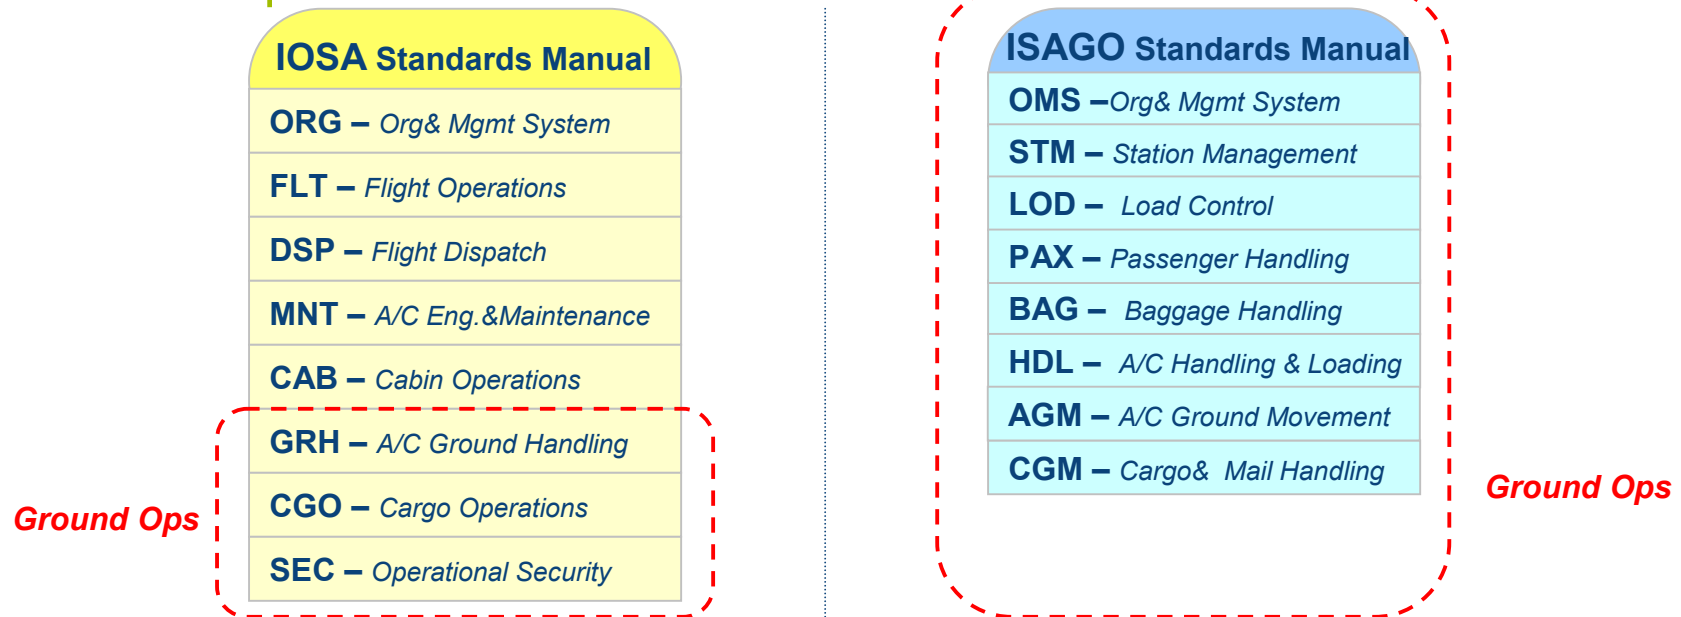 IOSA Standards Manual
ORG – Org& Mgmt System
FLT – Flight Operations
DSP – Flight Dispatch
MNT – A/C Eng.&Maintenance
CAB – Cabin Operations
GRH – A/C Ground Handling
CGO – Cargo Operations
SEC – Operational Security
Ground Ops
ISAGO Standards Manual
OMS –Org& Mgmt System
STM – Station Management
LOD – Load Control
PAX – Passenger Handling
BAG – Baggage Handling
HDL – A/C Handling & Loading
AGM – A/C Ground Movement
CGM – Cargo& Mail Handling
Ground Ops